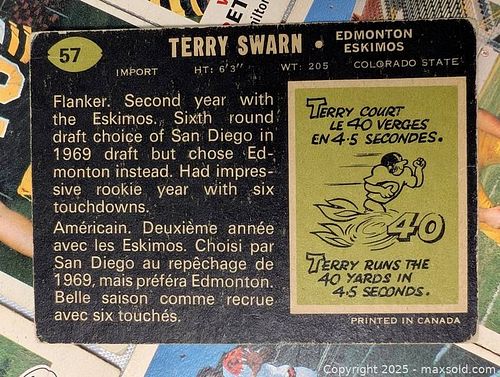 57
TERRY SWARN • EDMONTON
ESKIMOS
IMPORT HT: 6'3" WT: 205 COLORADO STATE
Flanker. Second year with
the Eskimos. Sixth round
draft choice of San Diego in
1969 draft but chose Ed-
monton instead. Had impres-
sive rookie year with six
touchdowns.
Américain. Deuxième année
avec les Eskimos. Choisi par
San Diego au repêchage de
1969, mais préféra Edmonton.
Belle saison comme recrue
avec six touchés.
TERRY COURT
LE 40 VERGES
EN 4.5 SECONDES.
40
TERRY RUNS THE
40 YARDS IN
4.5 SECONDS.
PRINTED IN CANADA
Copyright 2025 - maxsold.com